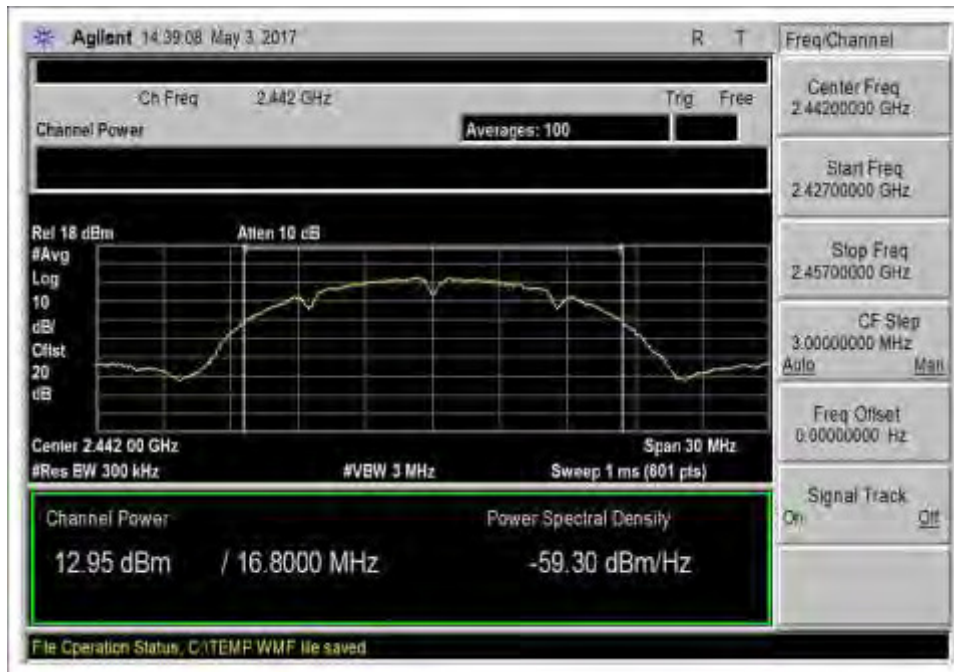 Agilent 14:39:08 May 3, 2017 R T
Ch Freq 2.442 GHz Trig Free
Channel Power Averages: 100
Ref 18 dBm Atten 10 dB
#Avg
Log
10
dB/
Offst
20
dB
Center 2.442 00 GHz Span 30 MHz
#Res BW 300 kHz #VBW 3 MHz Sweep 1 ms (601 pts)
Channel Power Power Spectral Density
12.95 dBm / 16.8000 MHz -59.30 dBm/Hz
File Operation Status, C:\TEMP.WMF file saved
Freq/Channel
Center Freq
2.44200000 GHz
Start Freq
2.42700000 GHz
Stop Freq
2.45700000 GHz
CF Step
3.00000000 MHz
Auto Man
Freq Offset
0.00000000 Hz
Signal Track
On Off